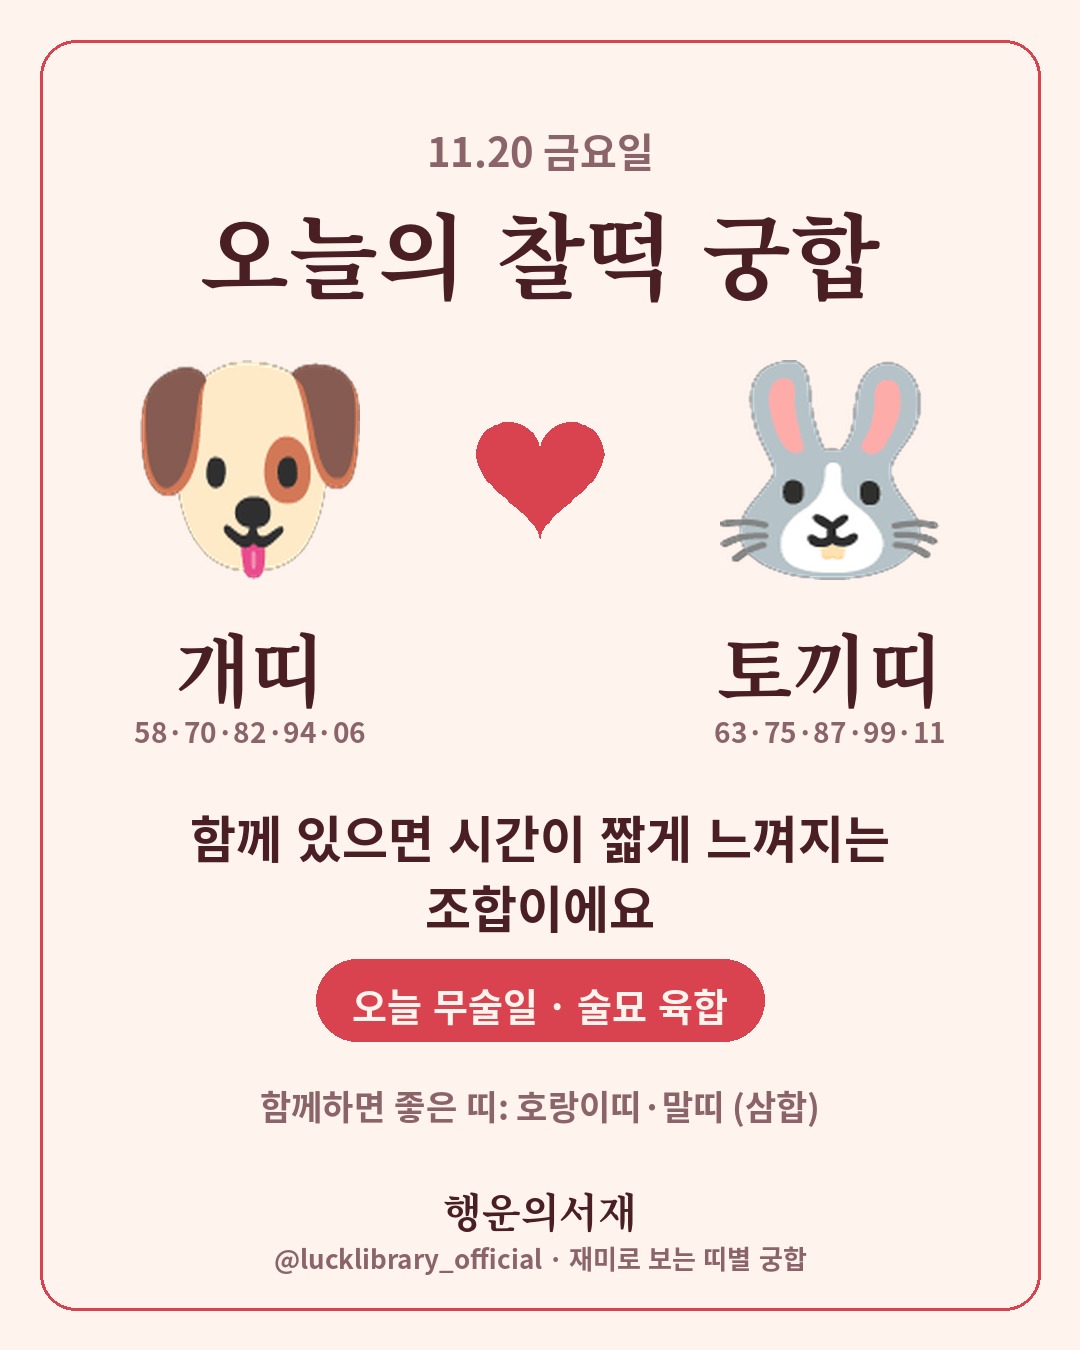 11.20 금요일
오늘의 찰떡 궁합
개띠
58·70·82·94·06
토끼띠
63·75·87·99·11
함께 있으면 시간이 짧게 느껴지는
조합이에요
오늘 무술일 · 술묘 육합
함께하면 좋은 띠: 호랑이띠·말띠 (삼합)
행운의서재
@lucklibrary_official · 재미로 보는 띠별 궁합